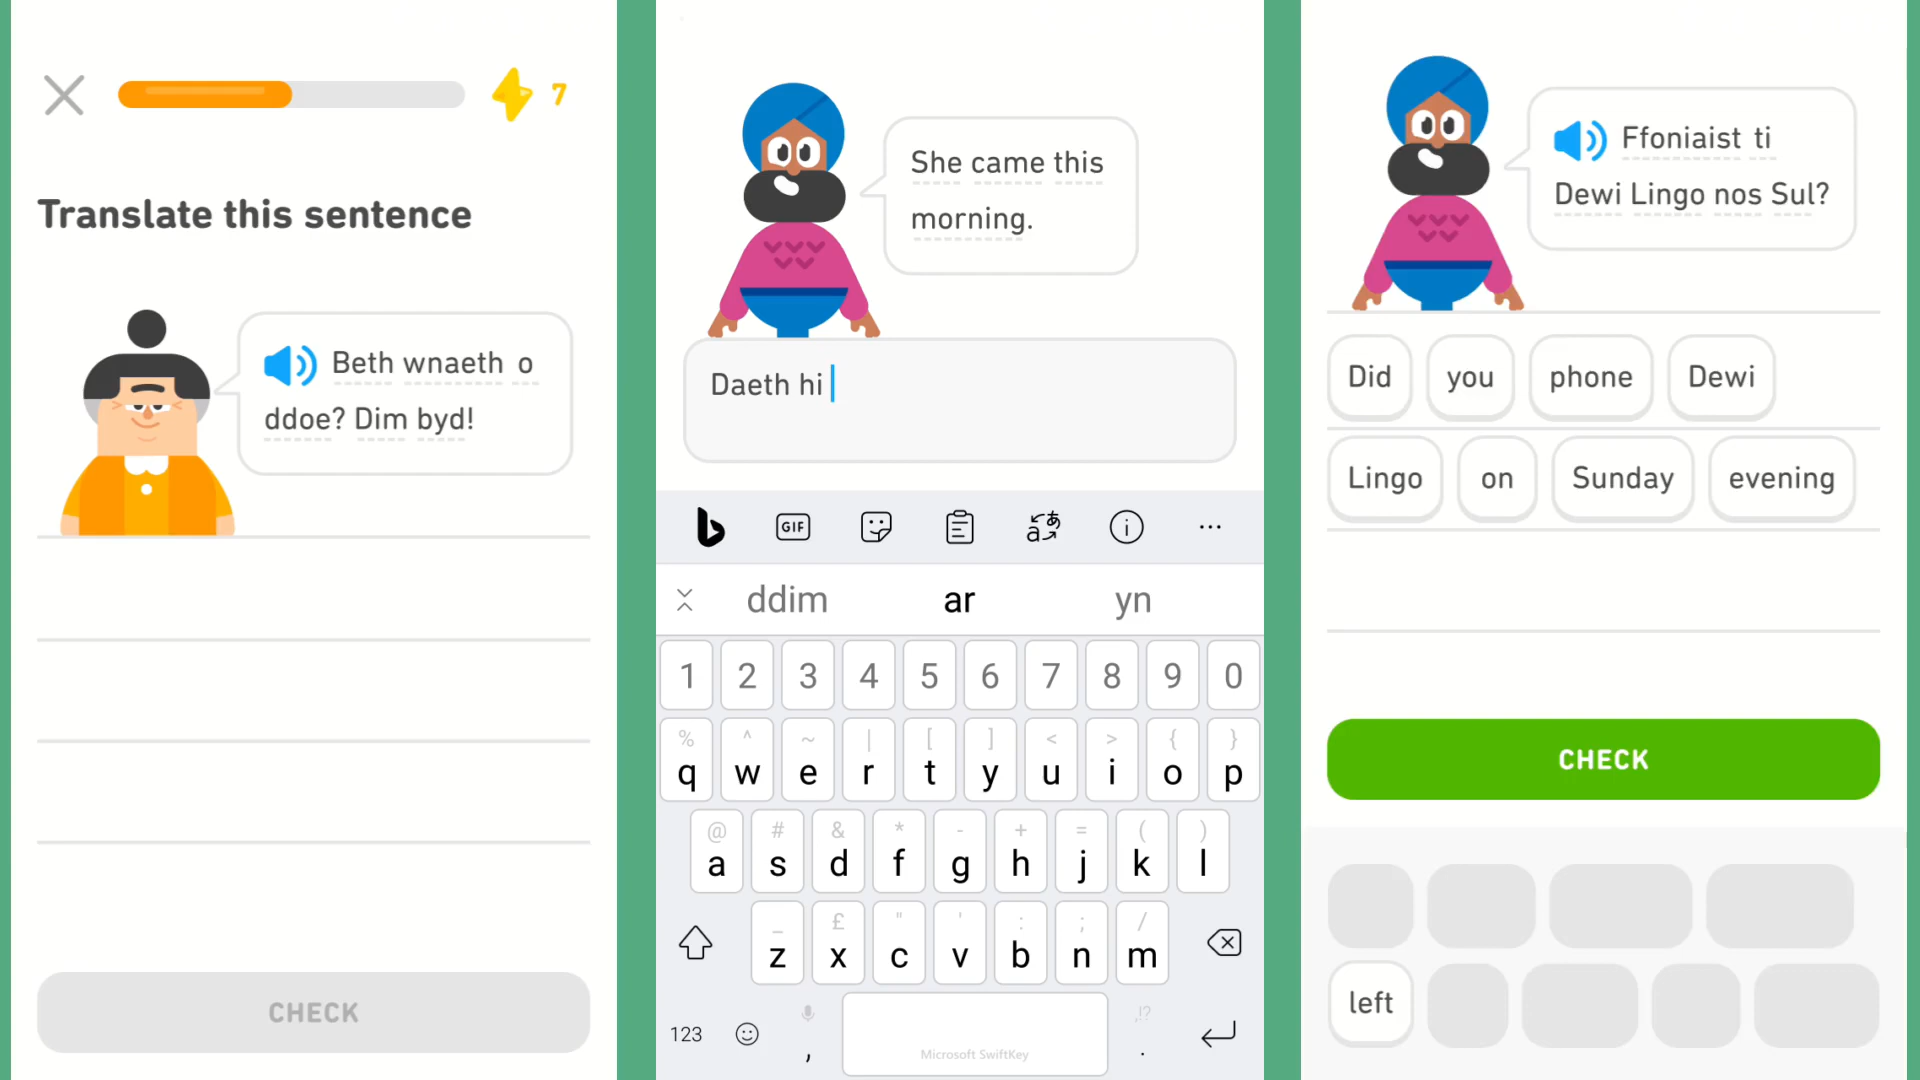 7
Translate this sentence
Beth wnaeth o
ddoe? Dim byd!
CHECK
She came this
morning.
Daeth hi
GIF
ddim ar yn
1 2 3 4 5 6 7 8 9 0
% ^ ~ | [ ] < > { }
q w e r t y u i o p
@ # & * - + = ( )
a s d f g h j k l
_ £ " ' : ; /
z x c v b n m
,!?
123 , Microsoft SwiftKey .
Ffoniaist ti
Dewi Lingo nos Sul?
Did you phone Dewi
Lingo on Sunday evening
CHECK
left